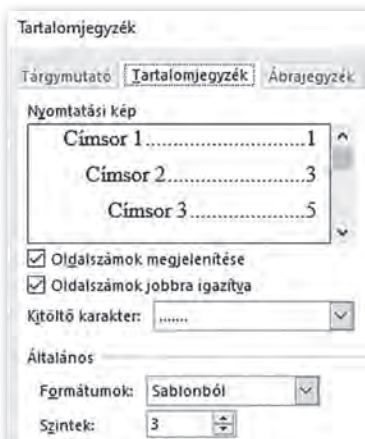 Tartalomjegyzék
Tárgymutató Tartalomjegyzék Ábrajegyzék
Nyomtatási kép
Címsor 1.......................................1
Címsor 2.............................3
Címsor 3.........................5
Oldalszámok megjelenítése
Oldalszámok jobbra igazítva
Kitöltő karakter: .......
Általános
Formátumok: Sablonból
Szintek: 3